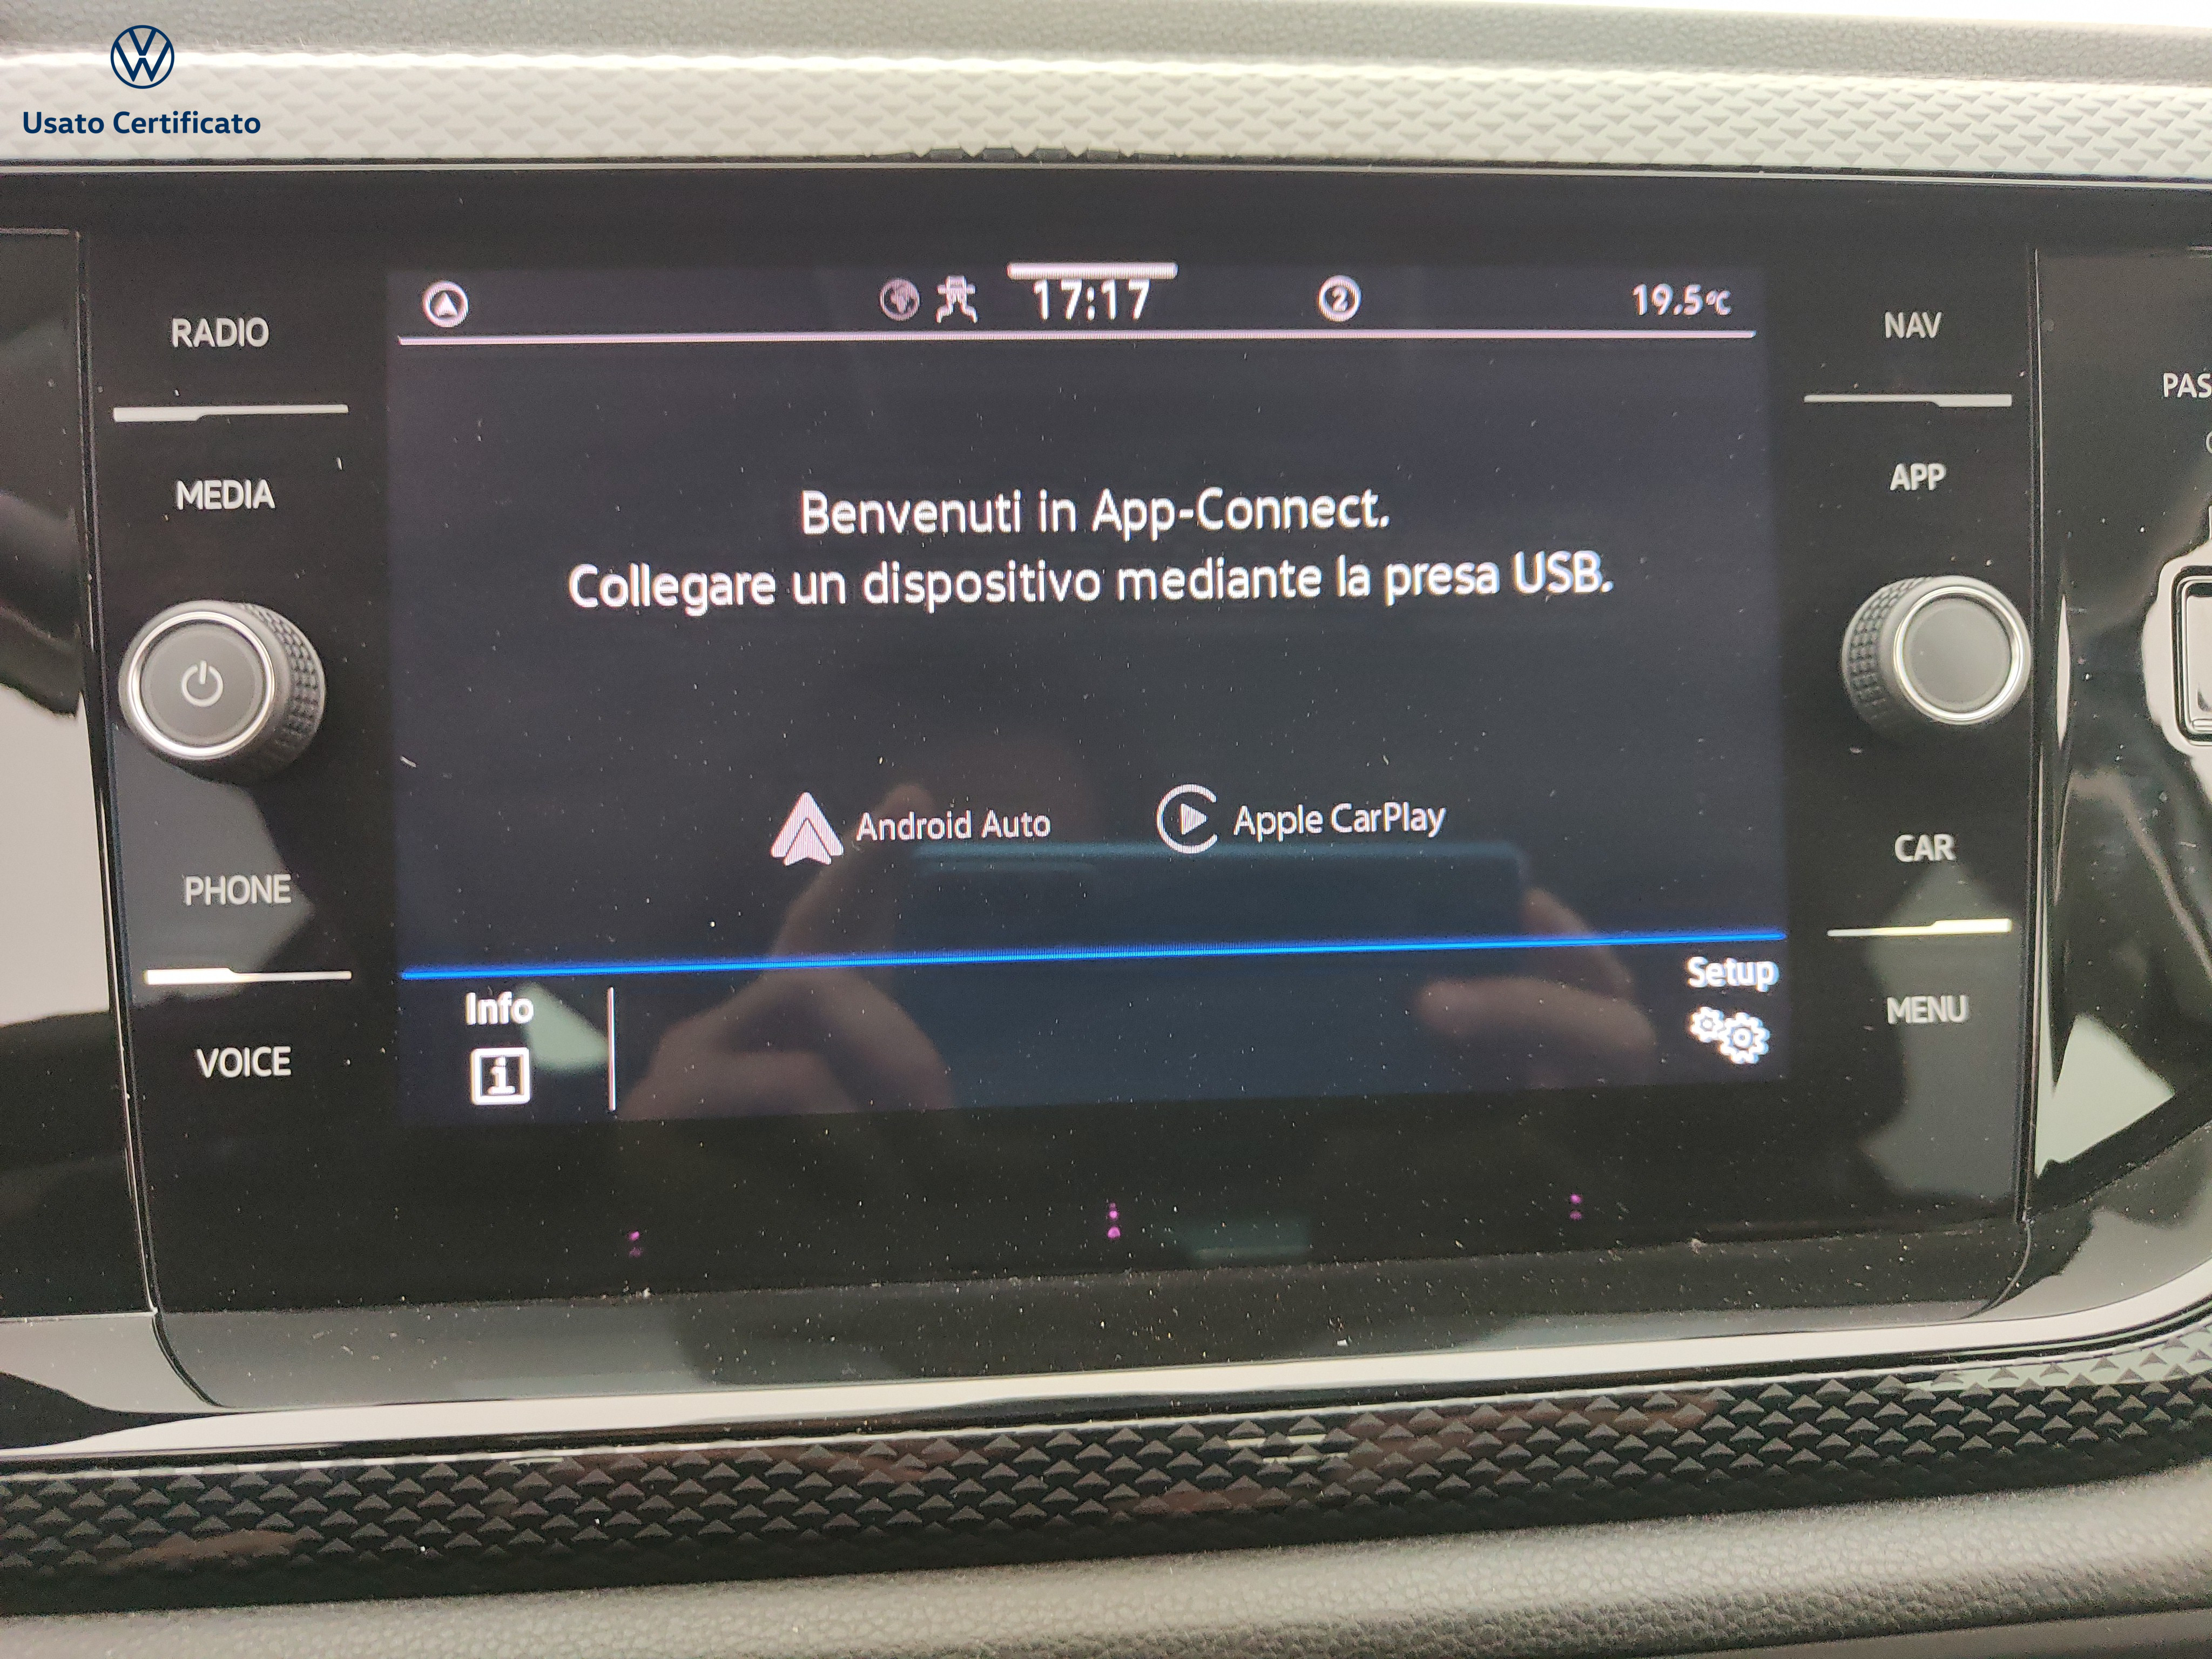 Usato Certificato
17:17
2
19.5°C
RADIO
MEDIA
PHONE
VOICE
Benvenuti in App-Connect.
Collegare un dispositivo mediante la presa USB.
Android Auto
Apple CarPlay
Info
Setup
NAV
APP
CAR
MENU
PAS